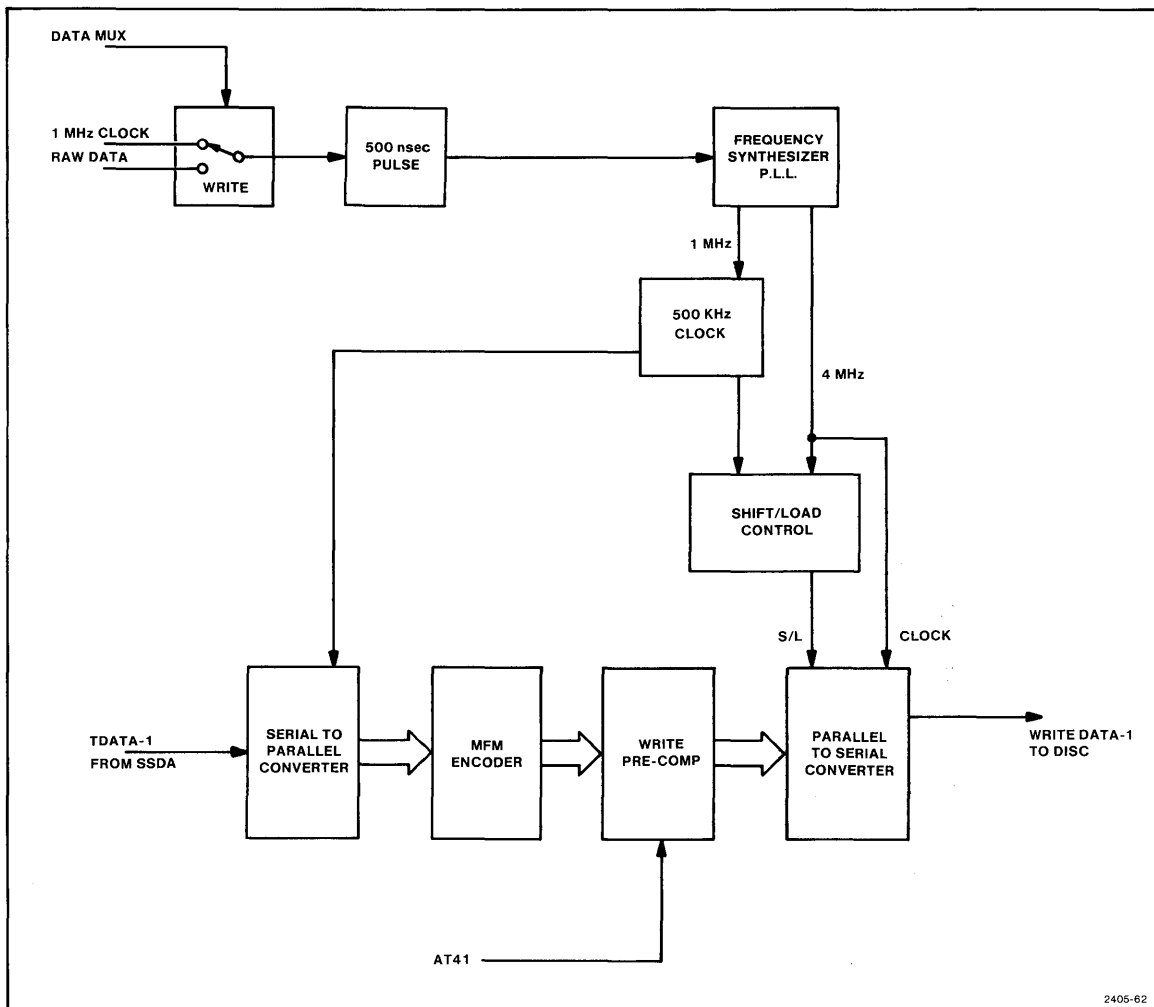 DATA MUX
1 MHz CLOCK
RAW DATA
WRITE
500 nsec
PULSE
FREQUENCY
SYNTHESIZER
P.L.L.
1 MHz
500 KHz
CLOCK
4 MHz
SHIFT/LOAD
CONTROL
S/L
CLOCK
TDATA-1
FROM SSDA
SERIAL TO
PARALLEL
CONVERTER
MFM
ENCODER
WRITE
PRE-COMP
PARALLEL
TO SERIAL
CONVERTER
WRITE DATA-1
TO DISC
AT41
2405-62